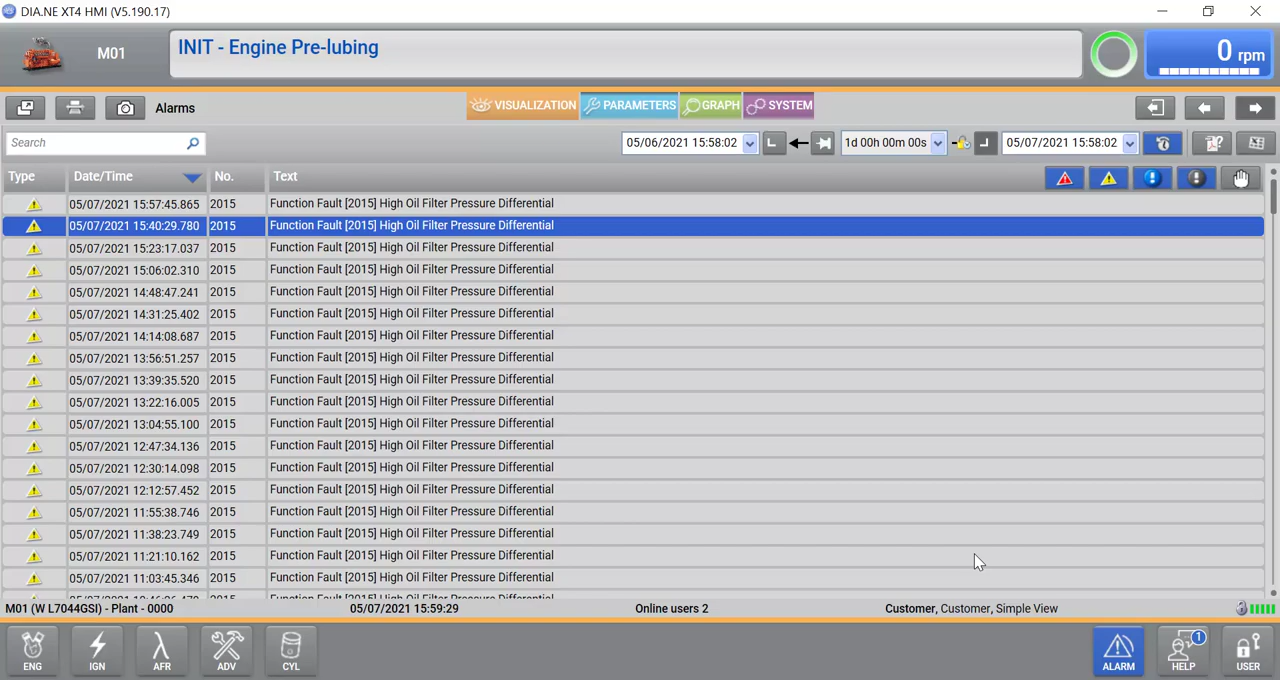 DIA.NE XT4 HMI (V5.190.17)
M01
INIT - Engine Pre-lubing
0 rpm
Alarms
VISUALIZATION PARAMETERS GRAPH SYSTEM
Search
05/06/2021 15:58:02 1d 00h 00m 00s 05/07/2021 15:58:02
Type Date/Time No. Text
05/07/2021 15:57:45.865 2015 Function Fault [2015] High Oil Filter Pressure Differential
05/07/2021 15:40:29.780 2015 Function Fault [2015] High Oil Filter Pressure Differential
05/07/2021 15:23:17.037 2015 Function Fault [2015] High Oil Filter Pressure Differential
05/07/2021 15:06:02.310 2015 Function Fault [2015] High Oil Filter Pressure Differential
05/07/2021 14:48:47.241 2015 Function Fault [2015] High Oil Filter Pressure Differential
05/07/2021 14:31:25.402 2015 Function Fault [2015] High Oil Filter Pressure Differential
05/07/2021 14:14:08.687 2015 Function Fault [2015] High Oil Filter Pressure Differential
05/07/2021 13:56:51.257 2015 Function Fault [2015] High Oil Filter Pressure Differential
05/07/2021 13:39:35.520 2015 Function Fault [2015] High Oil Filter Pressure Differential
05/07/2021 13:22:16.005 2015 Function Fault [2015] High Oil Filter Pressure Differential
05/07/2021 13:04:55.100 2015 Function Fault [2015] High Oil Filter Pressure Differential
05/07/2021 12:47:34.136 2015 Function Fault [2015] High Oil Filter Pressure Differential
05/07/2021 12:30:14.098 2015 Function Fault [2015] High Oil Filter Pressure Differential
05/07/2021 12:12:57.452 2015 Function Fault [2015] High Oil Filter Pressure Differential
05/07/2021 11:55:38.746 2015 Function Fault [2015] High Oil Filter Pressure Differential
05/07/2021 11:38:23.749 2015 Function Fault [2015] High Oil Filter Pressure Differential
05/07/2021 11:21:10.162 2015 Function Fault [2015] High Oil Filter Pressure Differential
05/07/2021 11:03:45.346 2015 Function Fault [2015] High Oil Filter Pressure Differential
M01 (W L7044GSI) - Plant - 0000 05/07/2021 15:59:29 Online users 2 Customer, Customer, Simple View
ENG IGN AFR ADV CYL ALARM HELP 1 USER